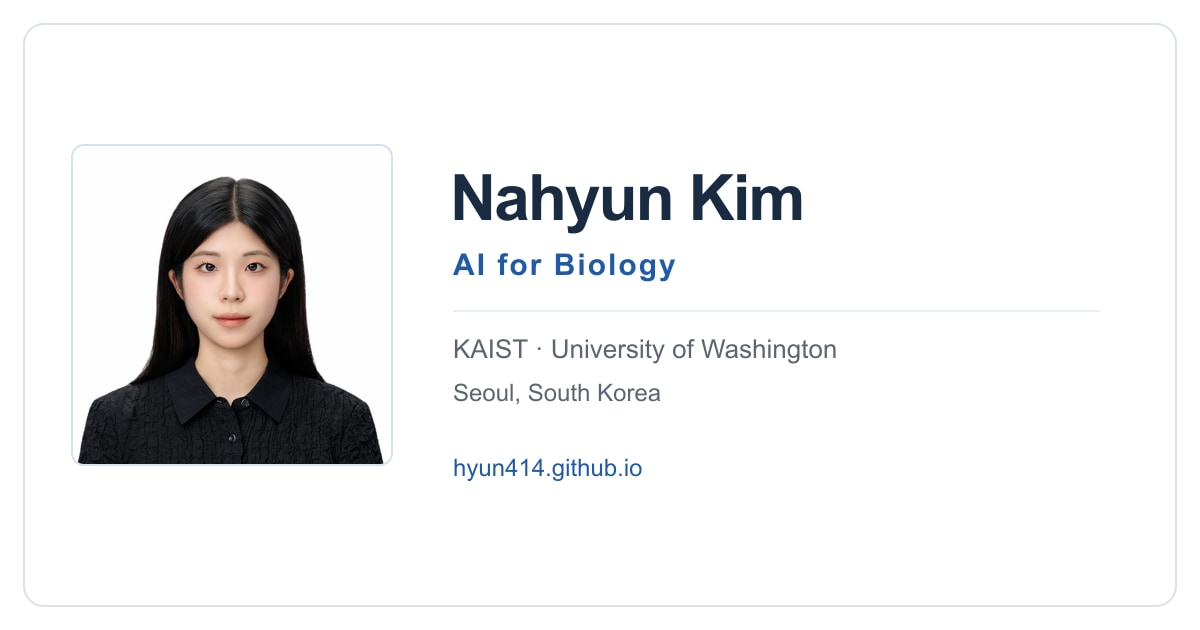 Nahyun Kim
AI for Biology
KAIST · University of Washington
Seoul, South Korea
hyun414.github.io